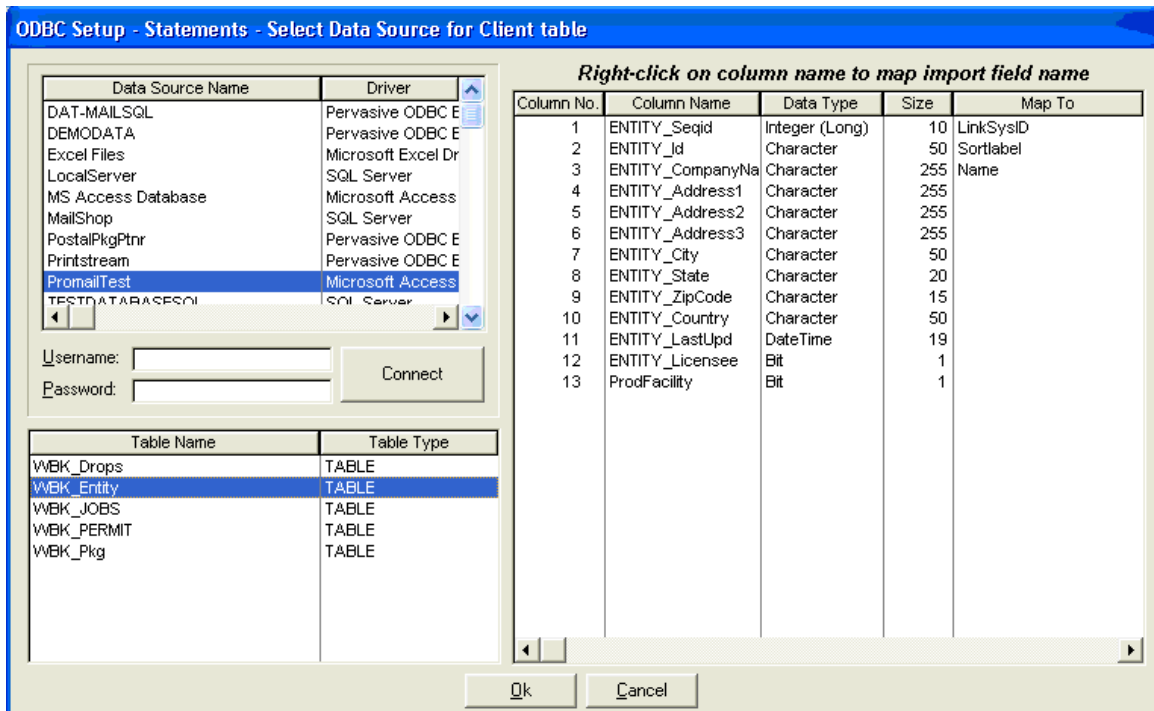 ODBC Setup - Statements - Select Data Source for Client table
Data Source Name Driver
DAT-MAILSQL Pervasive ODBC E
DEMODATA Pervasive ODBC E
Excel Files Microsoft Excel Dr
LocalServer SQL Server
MS Access Database Microsoft Access
MailShop SQL Server
PostalPkgPtnr Pervasive ODBC E
Printstream Pervasive ODBC E
PromailTest Microsoft Access
TESTDATABASESQL SQL Server
Username:
Password:
Connect
Table Name Table Type
WBK_Drops TABLE
WBK_Entity TABLE
WBK_JOBS TABLE
WBK_PERMIT TABLE
WBK_Pkg TABLE
Right-click on column name to map import field name
Column No. Column Name Data Type Size Map To
1 ENTITY_Seqid Integer (Long) 10 LinkSysID
2 ENTITY_Id Character 50 Sortlabel
3 ENTITY_CompanyNa Character 255 Name
4 ENTITY_Address1 Character 255
5 ENTITY_Address2 Character 255
6 ENTITY_Address3 Character 255
7 ENTITY_City Character 50
8 ENTITY_State Character 20
9 ENTITY_ZipCode Character 15
10 ENTITY_Country Character 50
11 ENTITY_LastUpd DateTime 19
12 ENTITY_Licensee Bit 1
13 ProdFacility Bit 1
Ok Cancel